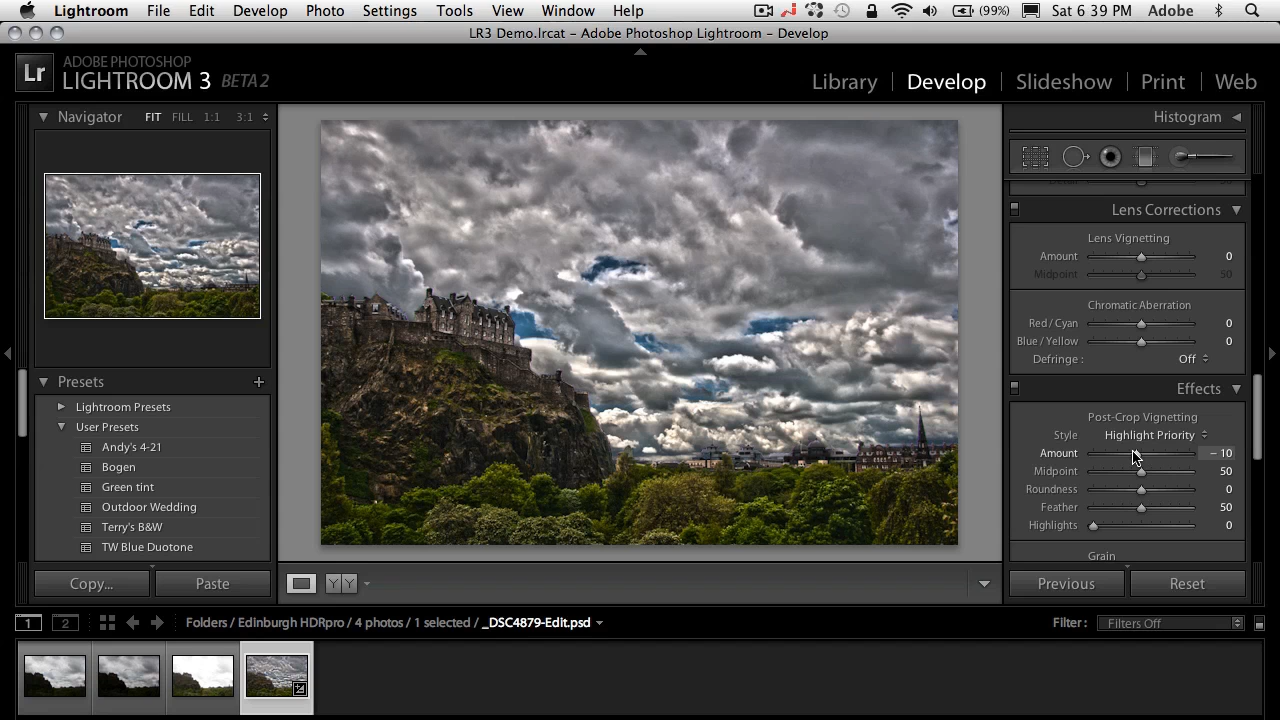 Lightroom File Edit Develop Photo Settings Tools View Window Help (99%) Sat 6 39 PM Adobe
LR3 Demo.lrcat – Adobe Photoshop Lightroom – Develop
Lr ADOBE PHOTOSHOP
LIGHTROOM 3 BETA 2
Library | Develop | Slideshow | Print | Web
Navigator FIT FILL 1:1 3:1
Presets
Lightroom Presets
User Presets
Andy's 4-21
Bogen
Green tint
Outdoor Wedding
Terry's B&W
TW Blue Duotone
Copy... Paste
Histogram
Detail 50
Lens Corrections
Lens Vignetting
Amount 0
Midpoint 50
Chromatic Aberration
Red / Cyan 0
Blue / Yellow 0
Defringe : Off
Effects
Post-Crop Vignetting
Style Highlight Priority
Amount – 10
Midpoint 50
Roundness 0
Feather 50
Highlights 0
Grain
Previous Reset
Y Y
1 2 Folders / Edinburgh HDRpro / 4 photos / 1 selected / _DSC4879-Edit.psd Filter : Filters Off